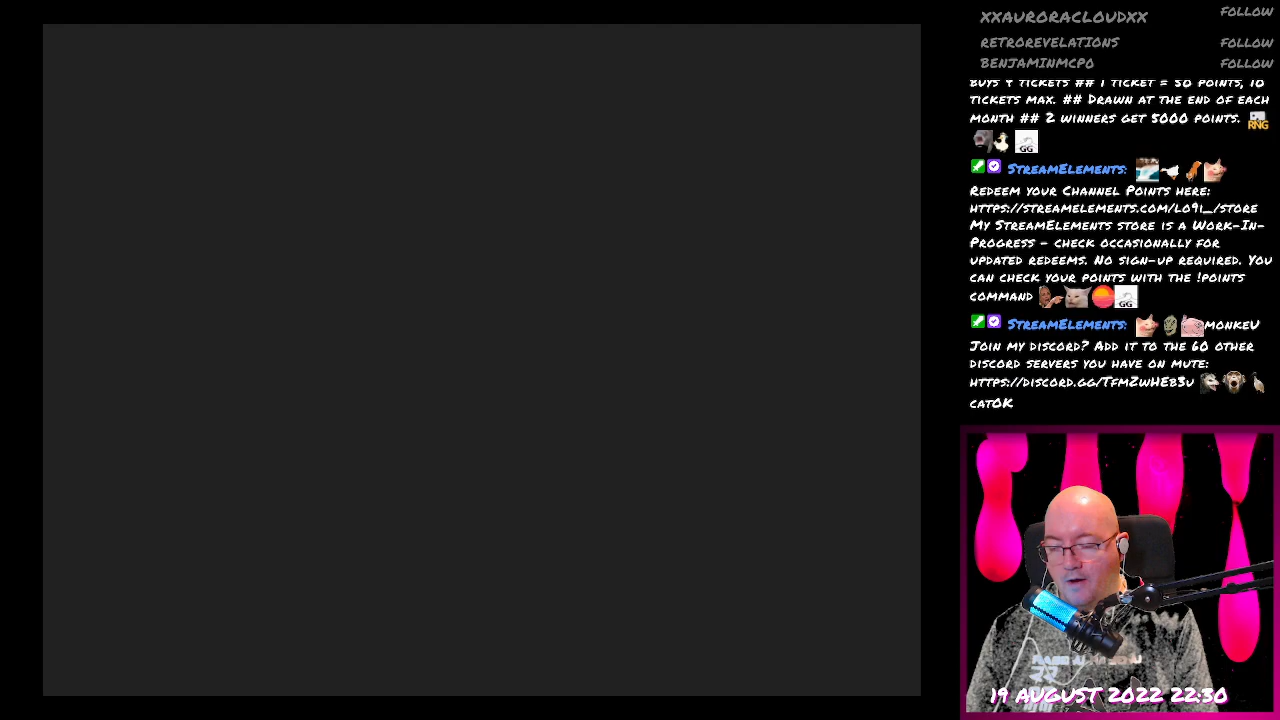 xxAuroraCloudxx Follow
RetroRevelations Follow
BenjaminMcPo Follow
buys 4 tickets ## 1 ticket = 50 points, 10
tickets max. ## Drawn at the end of each
month ## 2 winners get 5000 points. RNG
GG
StreamElements:
Redeem your Channel Points here:
https://streamelements.com/lo9i_/store
My StreamElements store is a Work-In-
Progress - check occasionally for
updated redeems. No sign-up required. You
can check your points with the !points
command GG
StreamElements: monkeU
Join my discord? Add it to the 60 other
discord servers you have on mute:
https://discord.gg/TfmZwHEb3u
catOK
19 August 2022 22:30